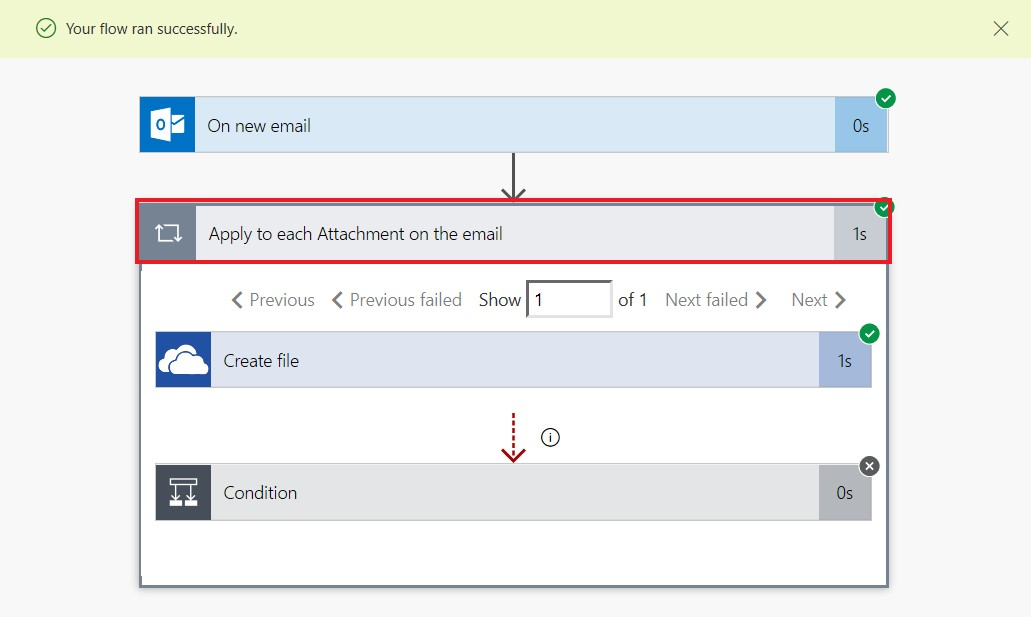 Your flow ran successfully.
On new email
0s
Apply to each Attachment on the email
1s
Previous Previous failed Show 1 of 1 Next failed Next
Create file
1s
Condition
0s